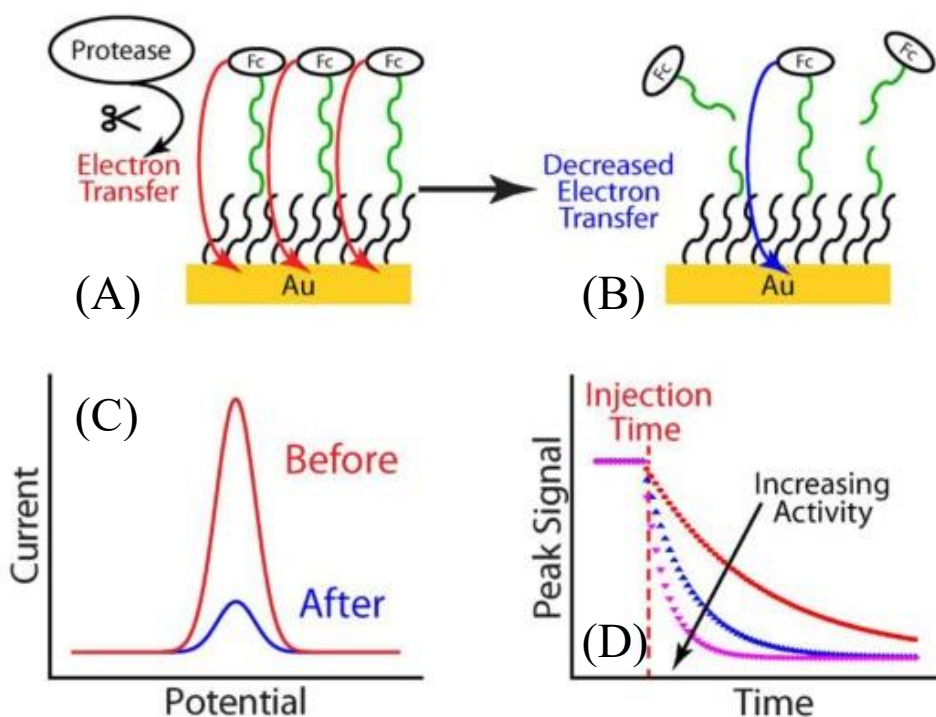 Protease
Fc Fc Fc
Electron
Transfer
Au
(A)
Fc Fc Fc
Decreased
Electron
Transfer
Au
(B)
(C)
Current
Before
After
Potential
Peak Signal
Injection
Time
Increasing
Activity
(D)
Time